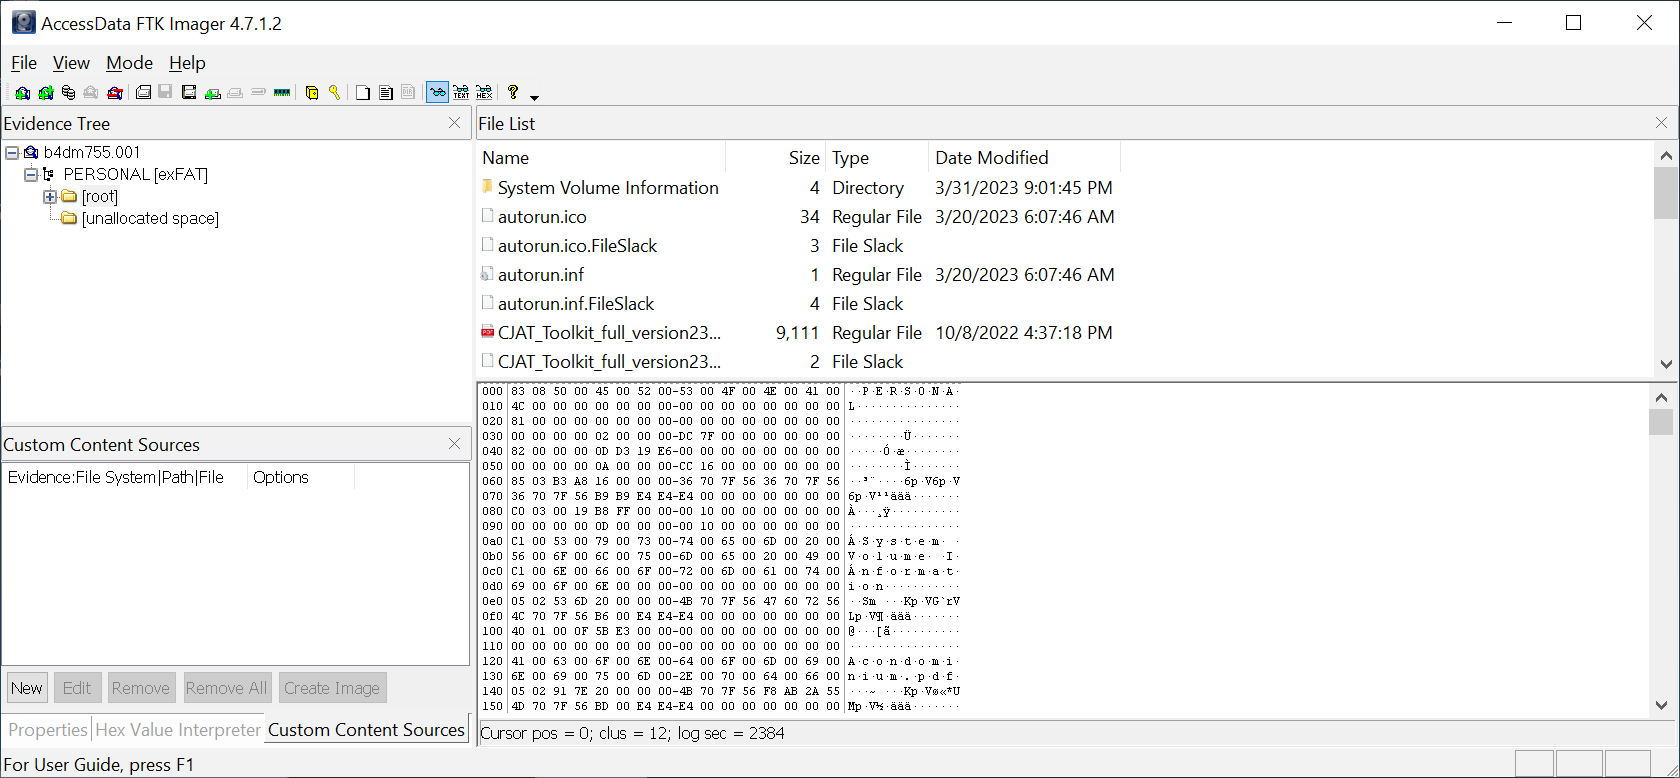 AccessData FTK Imager 4.7.1.2
File View Mode Help
Evidence Tree
b4dm755.001
PERSONAL [exFAT]
[root]
[unallocated space]
Custom Content Sources
Evidence:File System|Path|File Options
New Edit Remove Remove All Create Image
Properties Hex Value Interpreter Custom Content Sources
For User Guide, press F1
File List
Name Size Type Date Modified
System Volume Information 4 Directory 3/31/2023 9:01:45 PM
autorun.ico 34 Regular File 3/20/2023 6:07:46 AM
autorun.ico.FileSlack 3 File Slack
autorun.inf 1 Regular File 3/20/2023 6:07:46 AM
autorun.inf.FileSlack 4 File Slack
CJAT_Toolkit_full_version23... 9,111 Regular File 10/8/2022 4:37:18 PM
CJAT_Toolkit_full_version23... 2 File Slack
000 83 08 50 00 45 00 52 00-53 00 4F 00 4E 00 41 00 ··P·E·R·S·O·N·A·
010 4C 00 00 00 00 00 00 00-00 00 00 00 00 00 00 00 L···············
020 81 00 00 00 00 00 00 00-00 00 00 00 00 00 00 00 ················
030 00 00 00 00 02 00 00 00-DC 7F 00 00 00 00 00 00 ········Ü·······
040 82 00 00 00 0D D3 19 E6-00 00 00 00 00 00 00 00 ·····Ó·æ········
050 00 00 00 00 0A 00 00 00-CC 16 00 00 00 00 00 00 ········Ì·······
060 85 03 B3 A8 16 00 00 00-36 70 7F 56 36 70 7F 56 ··³¨····6p·V6p·V
070 36 70 7F 56 B9 B9 E4 E4-E4 00 00 00 00 00 00 00 6p·V¹¹äää·······
080 C0 03 00 19 B8 FF 00 00-00 10 00 00 00 00 00 00 À···¸ÿ··········
090 00 00 00 00 0D 00 00 00-00 10 00 00 00 00 00 00 ················
0a0 C1 00 53 00 79 00 73 00-74 00 65 00 6D 00 20 00 Á·S·y·s·t·e·m· ·
0b0 56 00 6F 00 6C 00 75 00-6D 00 65 00 20 00 49 00 V·o·l·u·m·e· ·I·
0c0 C1 00 6E 00 66 00 6F 00-72 00 6D 00 61 00 74 00 Á·n·f·o·r·m·a·t·
0d0 69 00 6F 00 6E 00 00 00-00 00 00 00 00 00 00 00 i·o·n···········
0e0 05 02 53 6D 20 00 00 00-4B 70 7F 56 47 60 72 56 ··Sm ···Kp·VG`rV
0f0 4C 70 7F 56 B6 00 E4 E4-E4 00 00 00 00 00 00 00 Lp·V¶·äää·······
100 40 01 00 0F 5B E3 00 00-00 00 00 00 00 00 00 00 @···[ã··········
110 00 00 00 00 00 00 00 00-00 00 00 00 00 00 00 00 ················
120 41 00 63 00 6F 00 6E 00-64 00 6F 00 6D 00 69 00 A·c·o·n·d·o·m·i·
130 6E 00 69 00 75 00 6D 00-2E 00 70 00 64 00 66 00 n·i·u·m·.·p·d·f·
140 05 02 91 7E 20 00 00 00-4B 70 7F 56 F8 AB 2A 55 ···~ ···Kp·Vø«*U
150 4D 70 7F 56 BD 00 E4 E4-E4 00 00 00 00 00 00 00 Mp·V½·äää·······
Cursor pos = 0; clus = 12; log sec = 2384